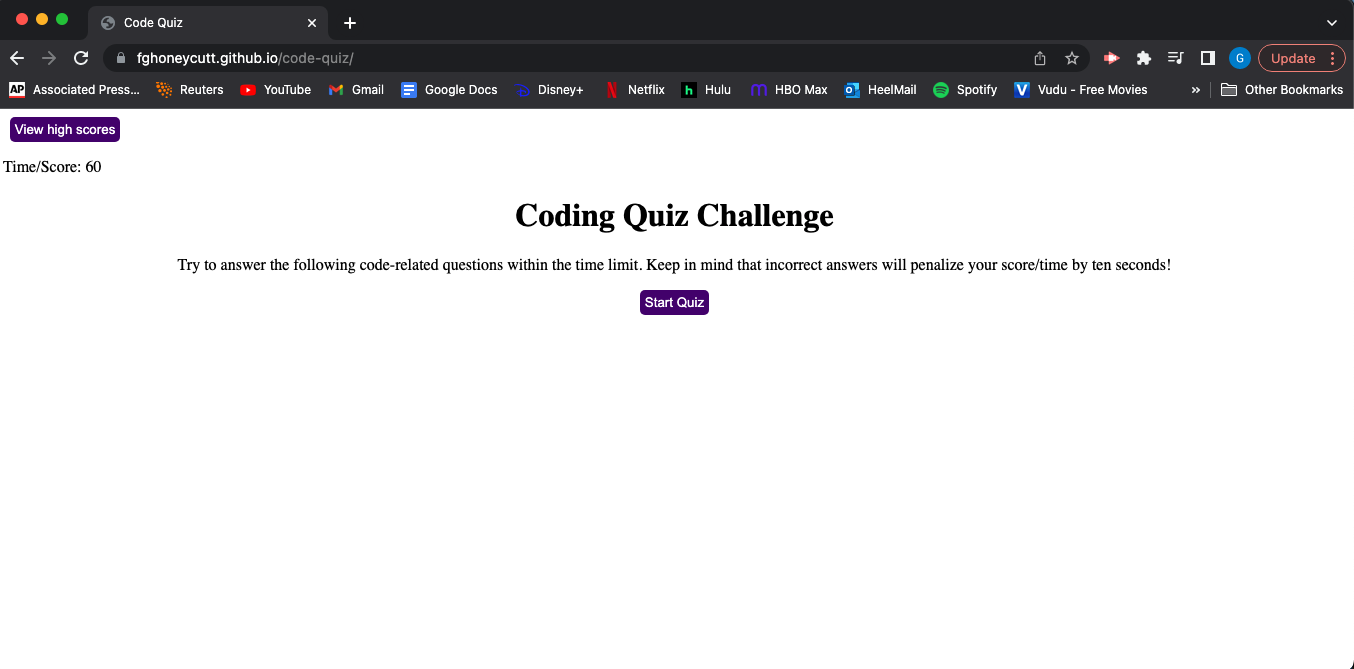 Code Quiz
fghoneycutt.github.io/code-quiz/
G
Update
AP Associated Press... Reuters YouTube Gmail Google Docs Disney+ Netflix h Hulu HBO Max HeelMail Spotify V Vudu - Free Movies » Other Bookmarks
View high scores
Time/Score: 60
Coding Quiz Challenge
Try to answer the following code-related questions within the time limit. Keep in mind that incorrect answers will penalize your score/time by ten seconds!
Start Quiz